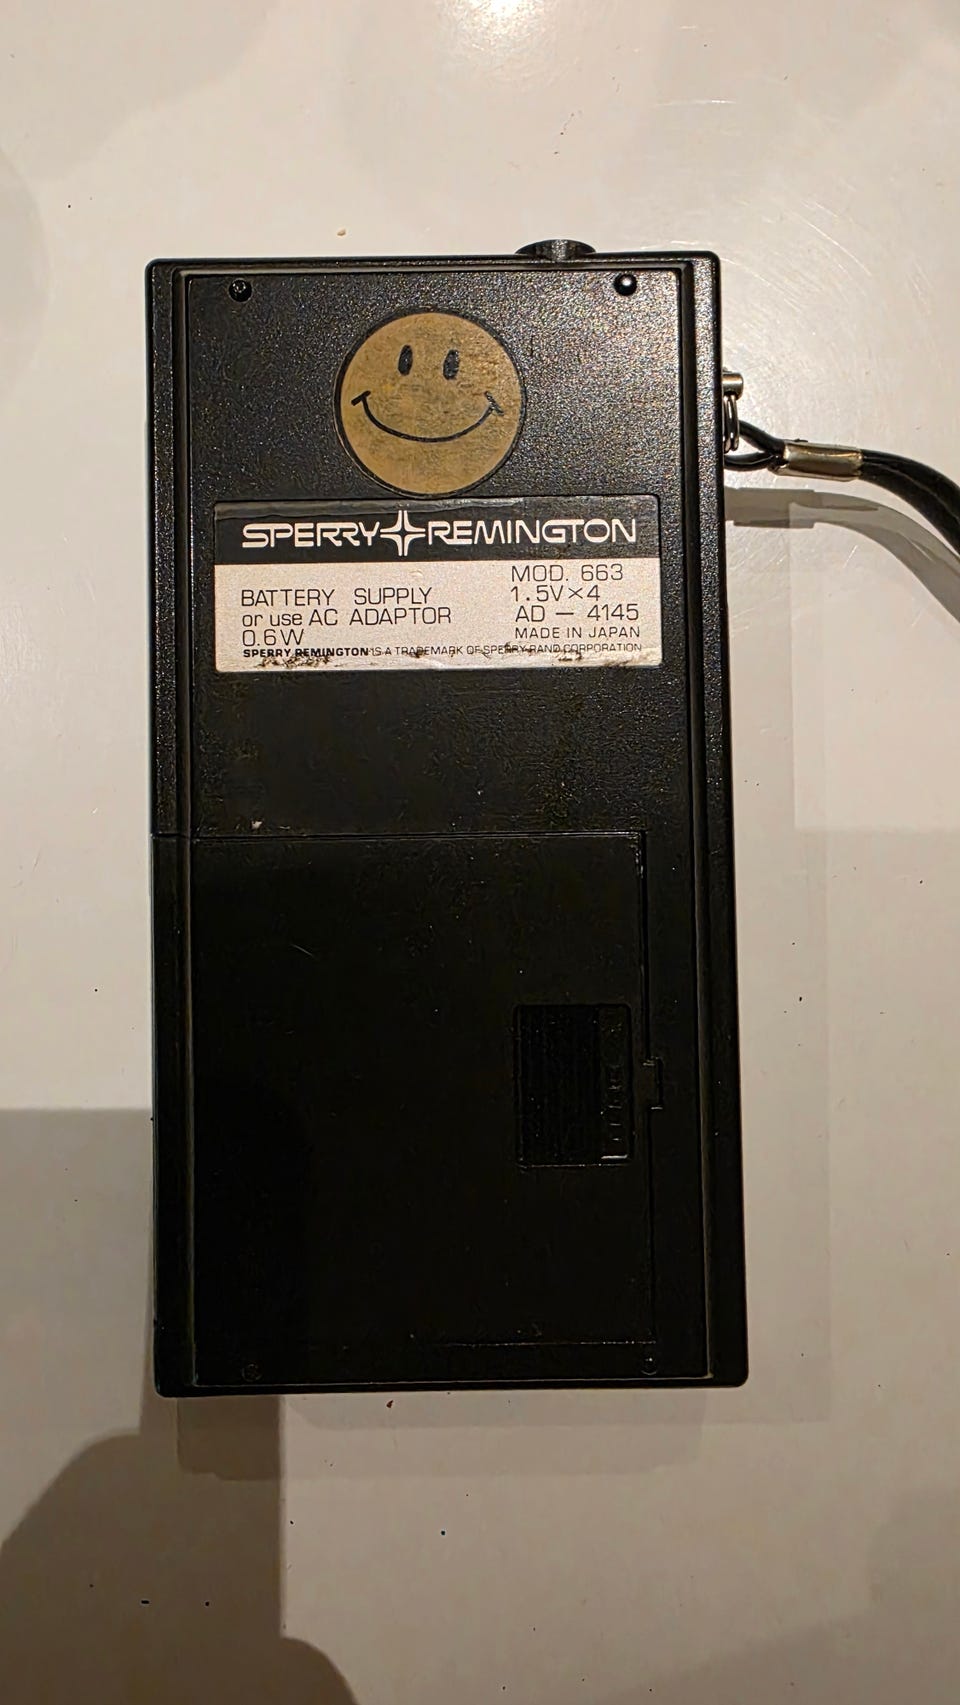 SPERRY REMINGTON
MOD. 663
BATTERY SUPPLY 1.5V×4
or use AC ADAPTOR AD - 4145
0.6W MADE IN JAPAN
SPERRY REMINGTON IS A TRADEMARK OF SPERRY RAND CORPORATION